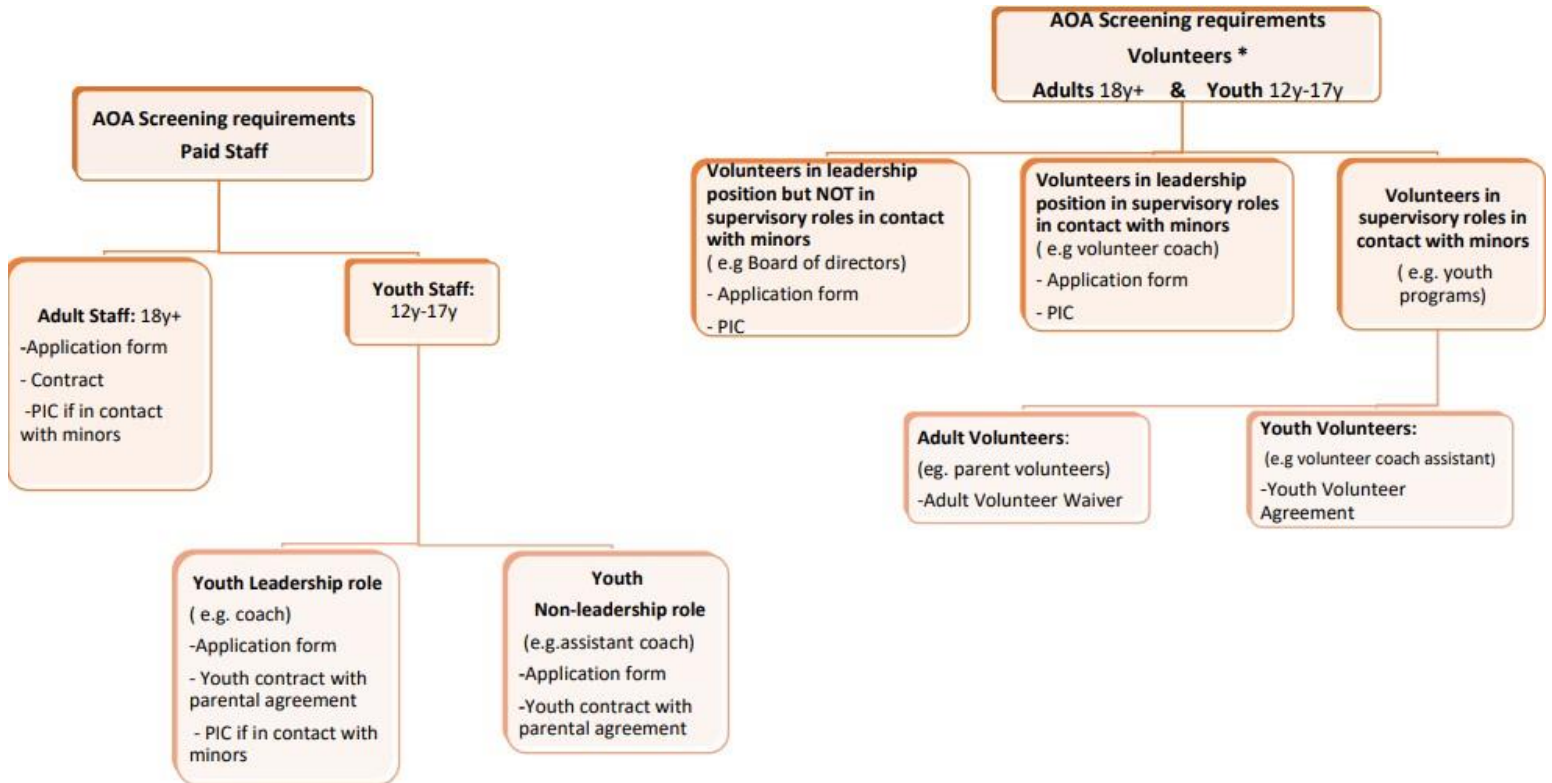 AOA Screening requirements
Paid Staff
Adult Staff: 18y+
-Application form
- Contract
-PIC if in contact
with minors
Youth Staff:
12y-17y
Youth Leadership role
( e.g. coach)
-Application form
- Youth contract with
parental agreement
- PIC if in contact with
minors
Youth
Non-leadership role
(e.g.assistant coach)
-Application form
-Youth contract with
parental agreement
AOA Screening requirements
Volunteers *
Adults 18y+ & Youth 12y-17y
Volunteers in leadership
position but NOT in
supervisory roles in contact
with minors
( e.g Board of directors)
- Application form
- PIC
Volunteers in leadership
position in supervisory roles
in contact with minors
( e.g volunteer coach)
- Application form
- PIC
Volunteers in
supervisory roles in
contact with minors
( e.g. youth
programs)
Adult Volunteers:
(eg. parent volunteers)
-Adult Volunteer Waiver
Youth Volunteers:
(e.g volunteer coach assistant)
-Youth Volunteer
Agreement